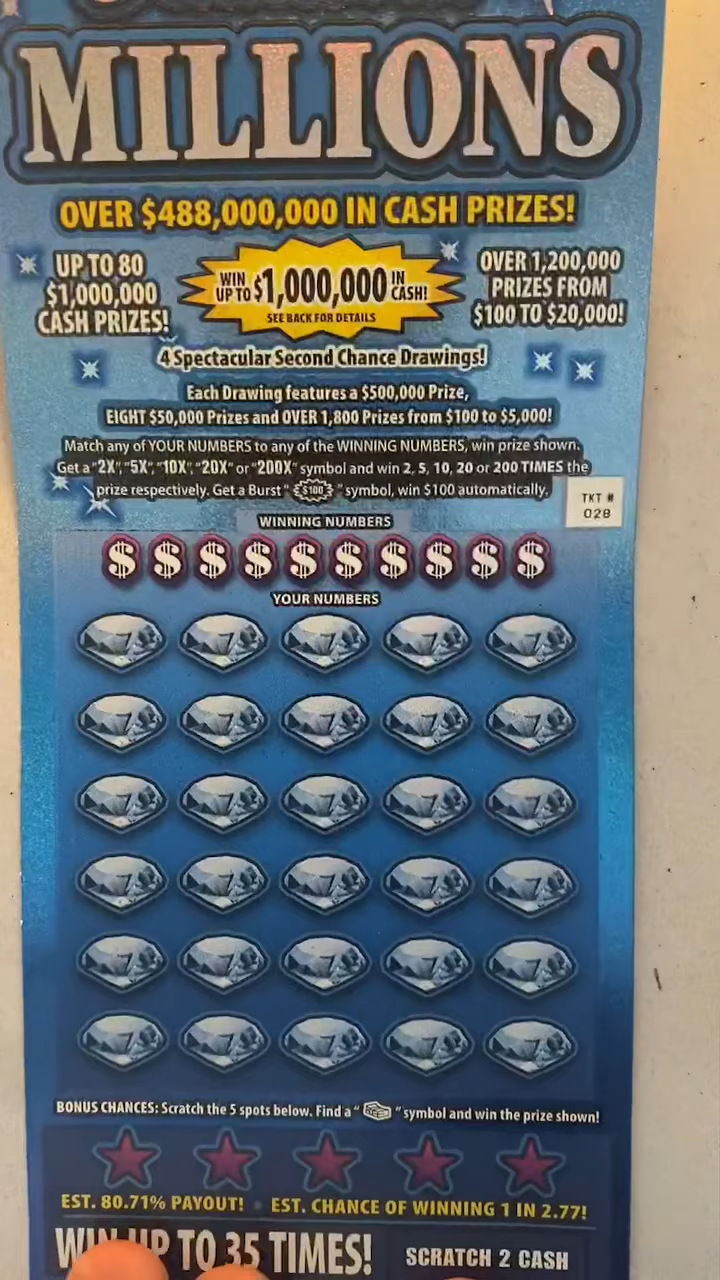 MILLIONS
OVER $488,000,000 IN CASH PRIZES!
UP TO 80
$1,000,000
CASH PRIZES!
WIN UP TO $1,000,000 IN CASH!
SEE BACK FOR DETAILS
OVER 1,200,000
PRIZES FROM
$100 TO $20,000!
4 Spectacular Second Chance Drawings!
Each Drawing features a $500,000 Prize,
EIGHT $50,000 Prizes and OVER 1,800 Prizes from $100 to $5,000!
Match any of YOUR NUMBERS to any of the WINNING NUMBERS, win prize shown.
Get a "2X", "5X", "10X", "20X" or "200X" symbol and win 2, 5, 10, 20 or 200 TIMES the
prize respectively. Get a Burst "$100" symbol, win $100 automatically.
TKT #
028
WINNING NUMBERS
$ $ $ $ $ $ $ $ $ $
YOUR NUMBERS
BONUS CHANCES: Scratch the 5 spots below. Find a " " symbol and win the prize shown!
EST. 80.71% PAYOUT! EST. CHANCE OF WINNING 1 IN 2.77!
WIN UP TO 35 TIMES! SCRATCH 2 CASH